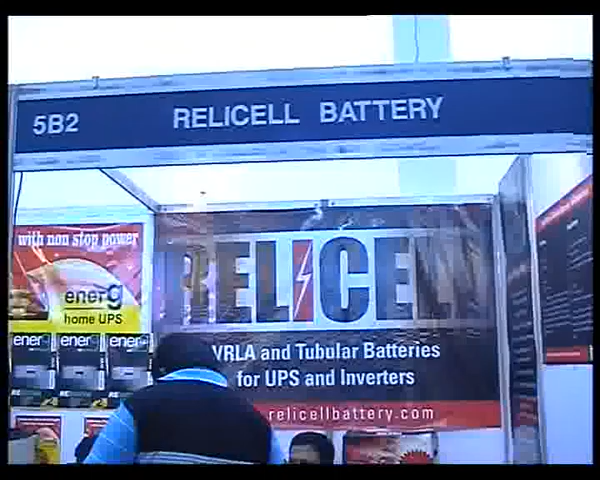 5B2 RELICELL BATTERY
with non stop power
energ
home UPS
ener ener ener
RELICELL
VRLA and Tubular Batteries
for UPS and Inverters
relicellbattery.com